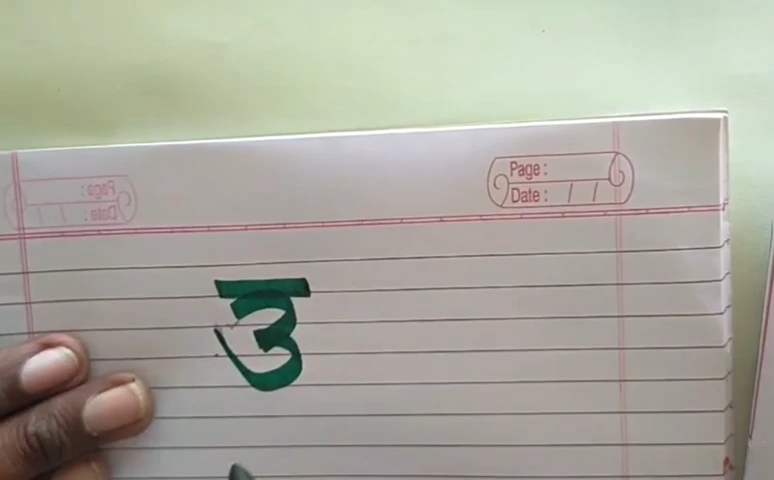 Page :
Date : / /
उ